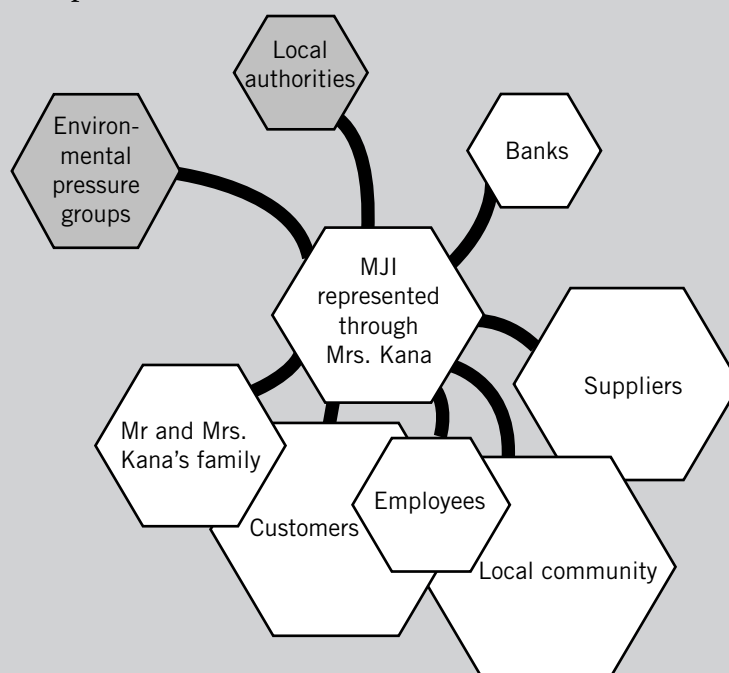 Local
authorities
Environ-
mental
pressure
groups
Banks
MJI
represented
through
Mrs. Kana
Suppliers
Mr and Mrs.
Kana's family
Employees
Customers
Local community